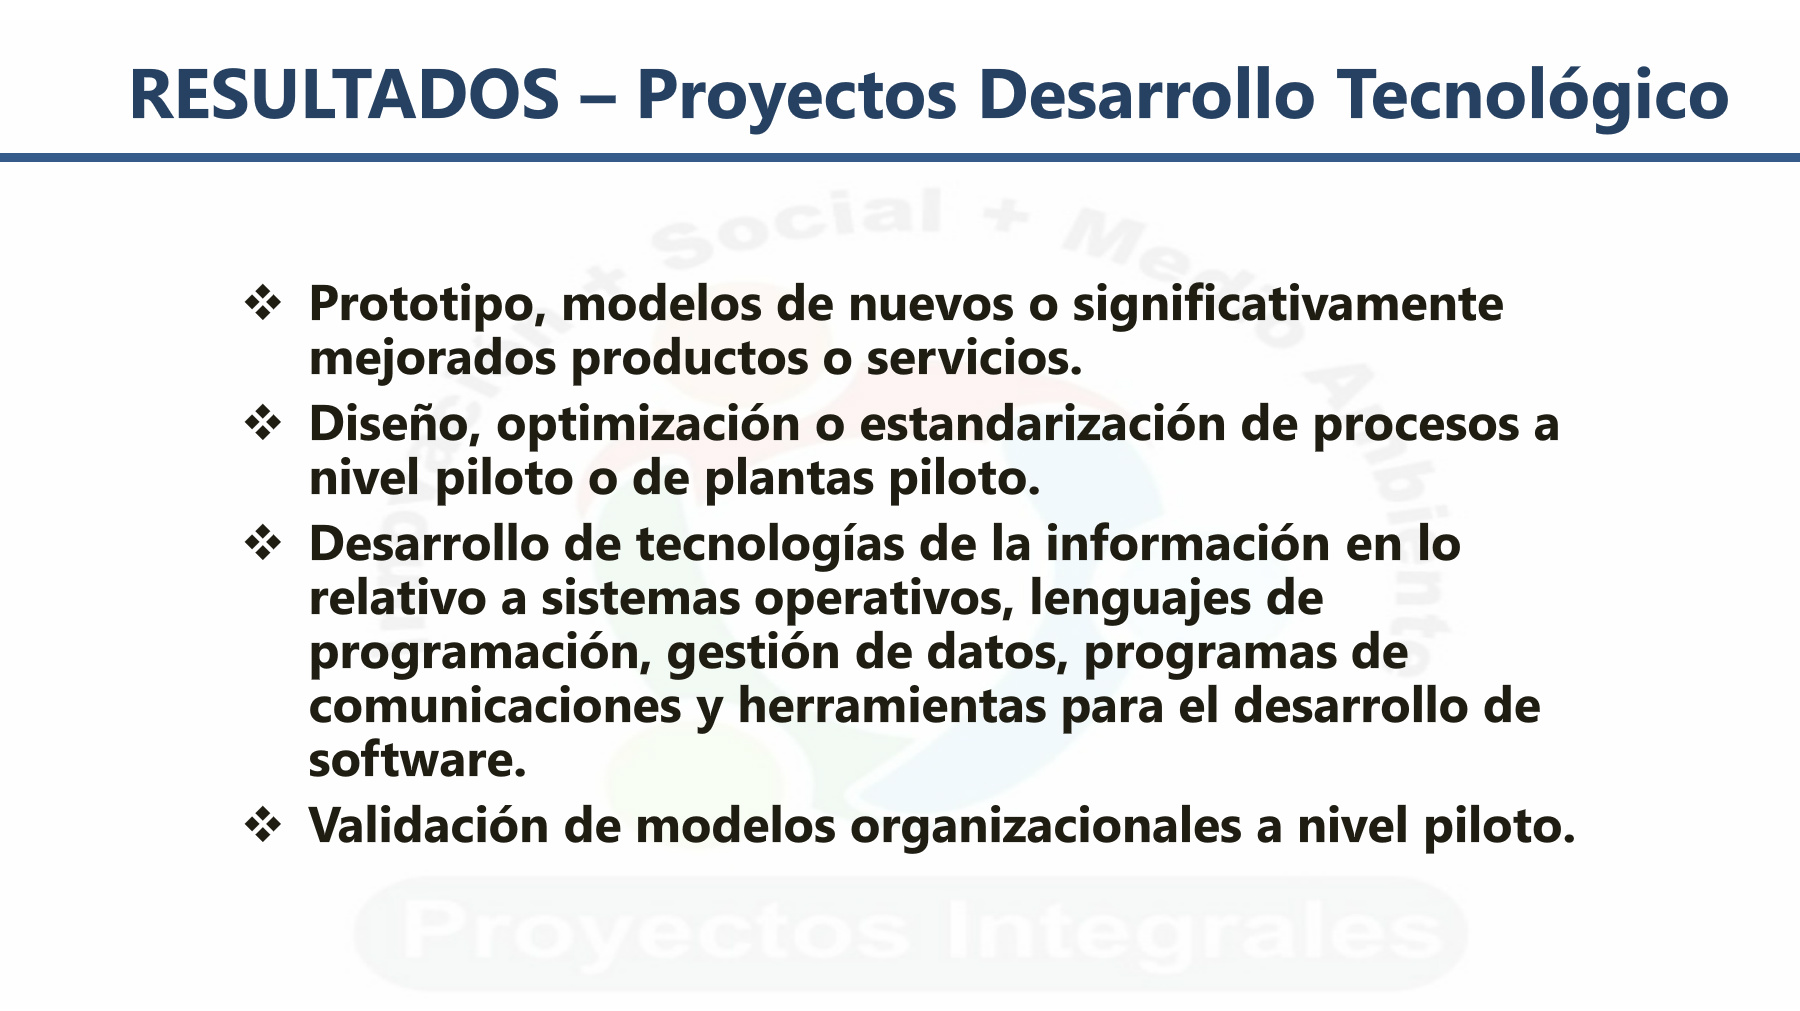 RESULTADOS – Proyectos Desarrollo Tecnológico
Social + Medio Ambiente
❖ Prototipo, modelos de nuevos o significativamente
mejorados productos o servicios.
❖ Diseño, optimización o estandarización de procesos a
nivel piloto o de plantas piloto.
❖ Desarrollo de tecnologías de la información en lo
relativo a sistemas operativos, lenguajes de
programación, gestión de datos, programas de
comunicaciones y herramientas para el desarrollo de
software.
❖ Validación de modelos organizacionales a nivel piloto.
Proyectos Integrales